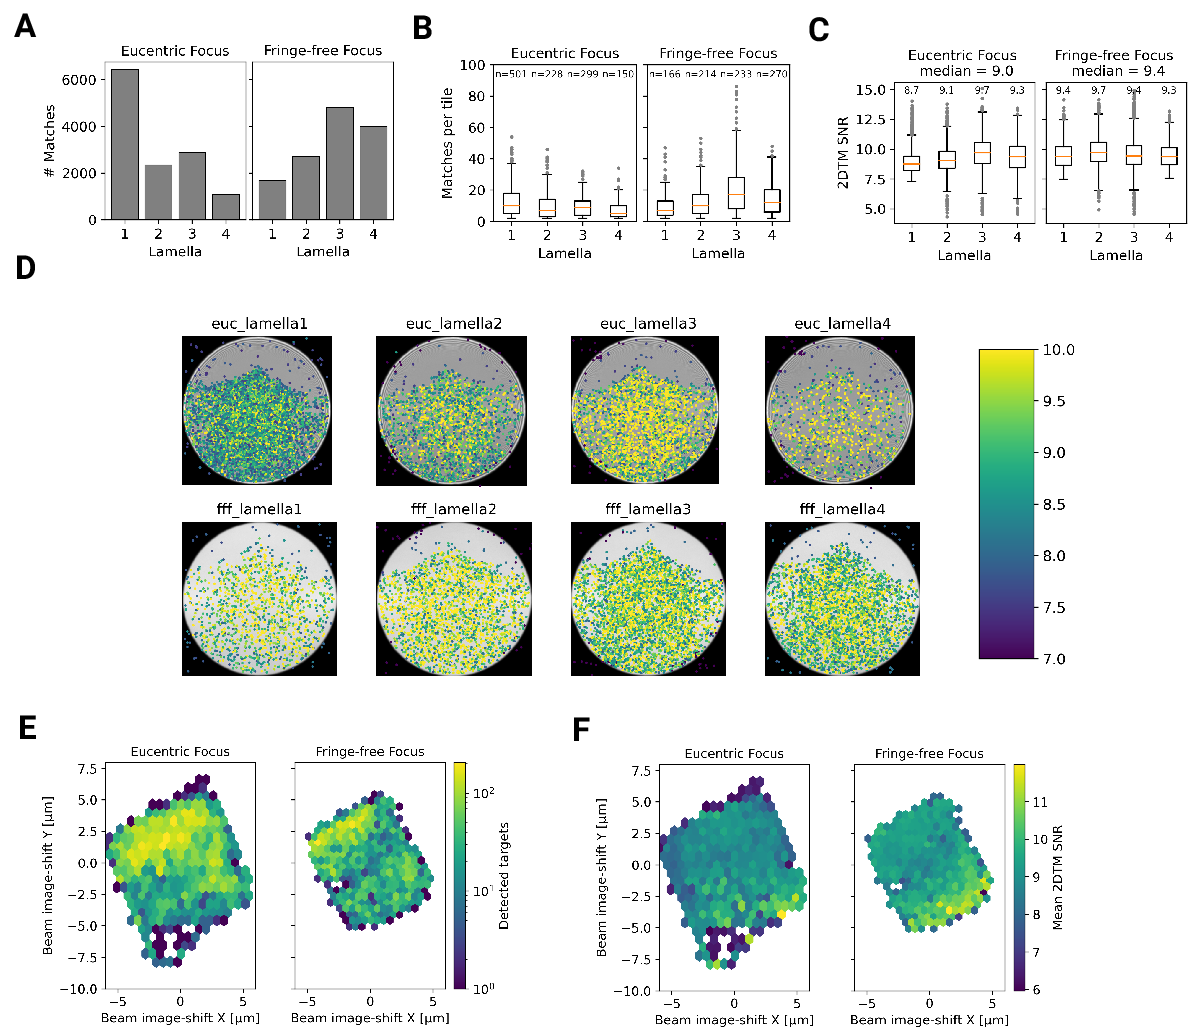 A
Eucentric Focus
Fringe-free Focus
# Matches
6000
4000
2000
0
1 2 3 4
1 2 3 4
Lamella
Lamella
B
Eucentric Focus
Fringe-free Focus
Matches per tile
100
80
60
40
20
0
n=501 n=228 n=299 n=150
n=166 n=214 n=233 n=270
1 2 3 4
1 2 3 4
Lamella
Lamella
C
Eucentric Focus
median = 9.0
Fringe-free Focus
median = 9.4
2DTM SNR
15.0
12.5
10.0
7.5
5.0
8.7 9.1 9.7 9.3
9.4 9.7 9.4 9.3
1 2 3 4
1 2 3 4
Lamella
Lamella
D
euc_lamella1
euc_lamella2
euc_lamella3
euc_lamella4
fff_lamella1
fff_lamella2
fff_lamella3
fff_lamella4
10.0
9.5
9.0
8.5
8.0
7.5
7.0
E
Eucentric Focus
Fringe-free Focus
Beam image-shift Y [μm]
7.5
5.0
2.5
0.0
−2.5
−5.0
−7.5
−10.0
−5 0 5
−5 0 5
Beam image-shift X [μm]
Beam image-shift X [μm]
10²
10¹
10⁰
Detected targets
F
Eucentric Focus
Fringe-free Focus
Beam image-shift Y [μm]
7.5
5.0
2.5
0.0
−2.5
−5.0
−7.5
−10.0
−5 0 5
−5 0 5
Beam image-shift X [μm]
Beam image-shift X [μm]
11
10
9
8
7
6
Mean 2DTM SNR